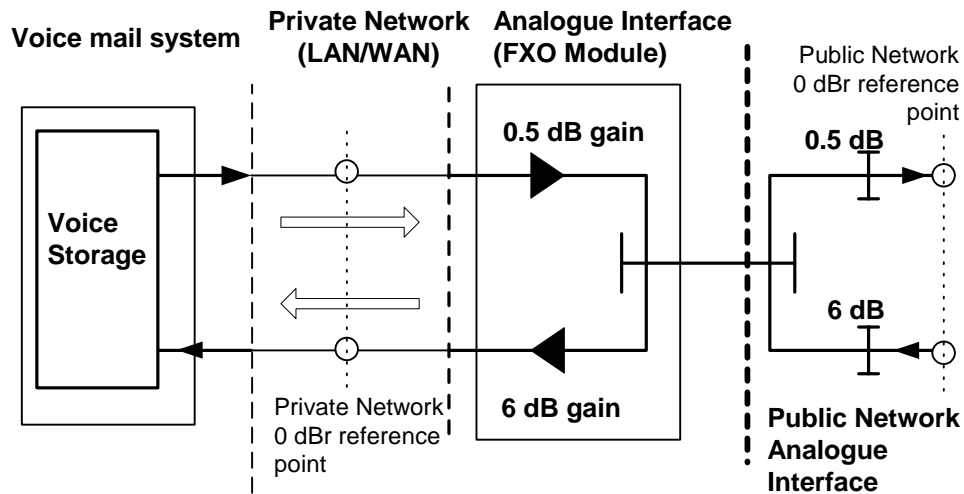 Voice mail system
Private Network
(LAN/WAN)
Analogue Interface
(FXO Module)
Public Network
0 dBr reference
point
0.5 dB gain
0.5 dB
Voice
Storage
6 dB
6 dB gain
Private Network
0 dBr reference
point
Public Network
Analogue
Interface